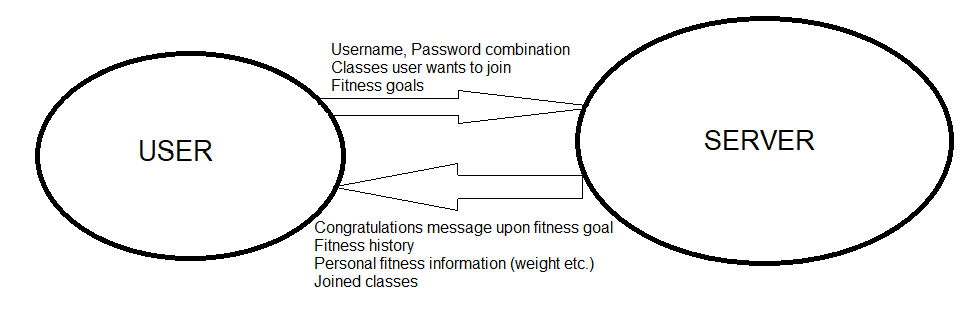 Username, Password combination
Classes user wants to join
Fitness goals
USER
SERVER
Congratulations message upon fitness goal
Fitness history
Personal fitness information (weight etc.)
Joined classes